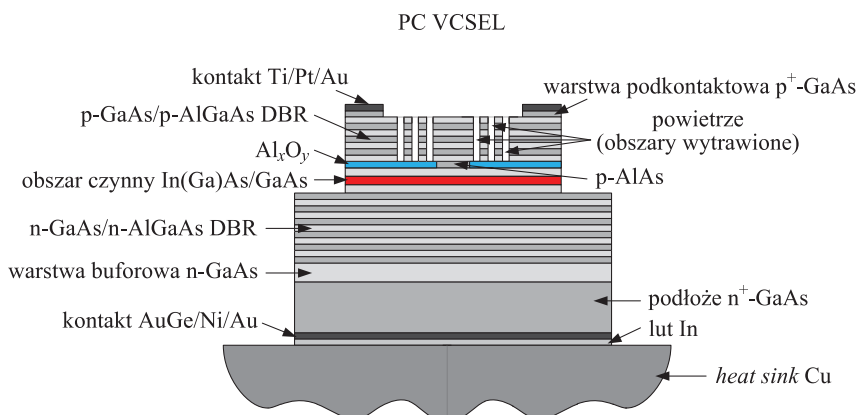 PC VCSEL
kontakt Ti/Pt/Au
warstwa podkontaktowa p⁺-GaAs
p-GaAs/p-AlGaAs DBR
powietrze
(obszary wytrawione)
AlₓOᵧ
p-AlAs
obszar czynny In(Ga)As/GaAs
n-GaAs/n-AlGaAs DBR
warstwa buforowa n-GaAs
podłoże n⁺-GaAs
kontakt AuGe/Ni/Au
lut In
heat sink Cu